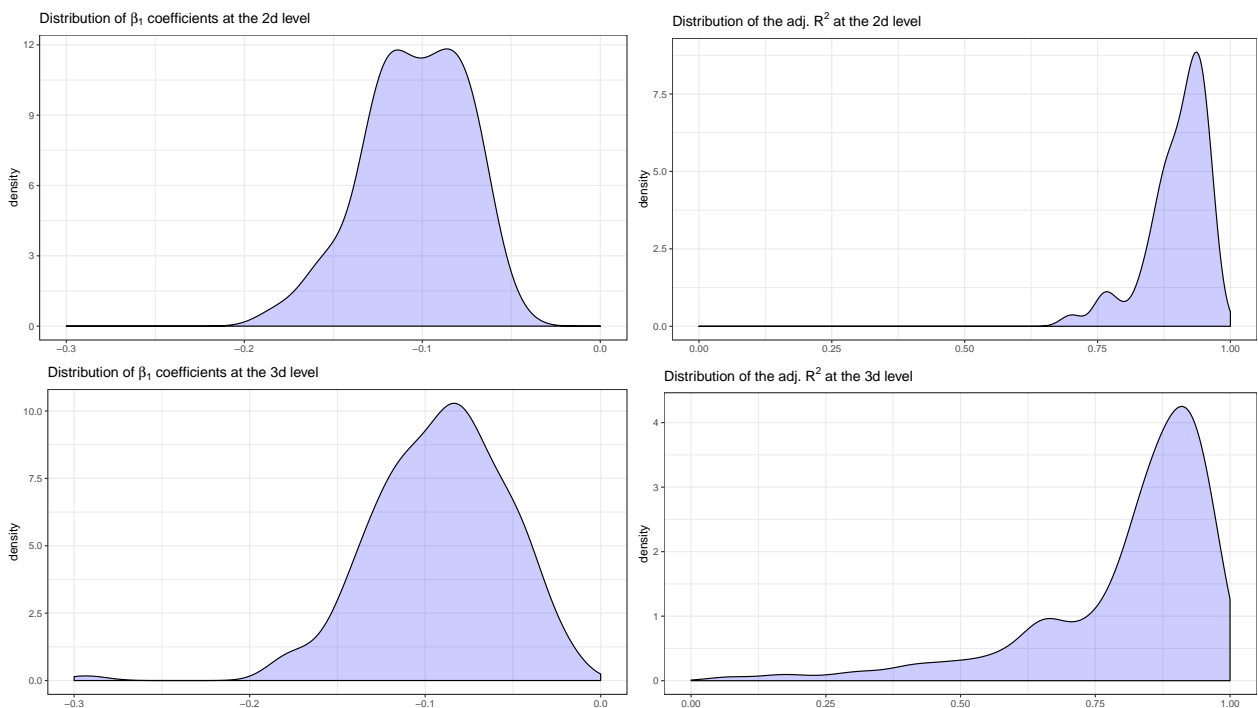 Distribution of β₁ coefficients at the 2d level
density
12
9
6
3
0
−0.3 −0.2 −0.1 0.0
Distribution of the adj. R² at the 2d level
density
7.5
5.0
2.5
0.0
0.00 0.25 0.50 0.75 1.00
Distribution of β₁ coefficients at the 3d level
density
10.0
7.5
5.0
2.5
0.0
−0.3 −0.2 −0.1 0.0
Distribution of the adj. R² at the 3d level
density
4
3
2
1
0
0.00 0.25 0.50 0.75 1.00